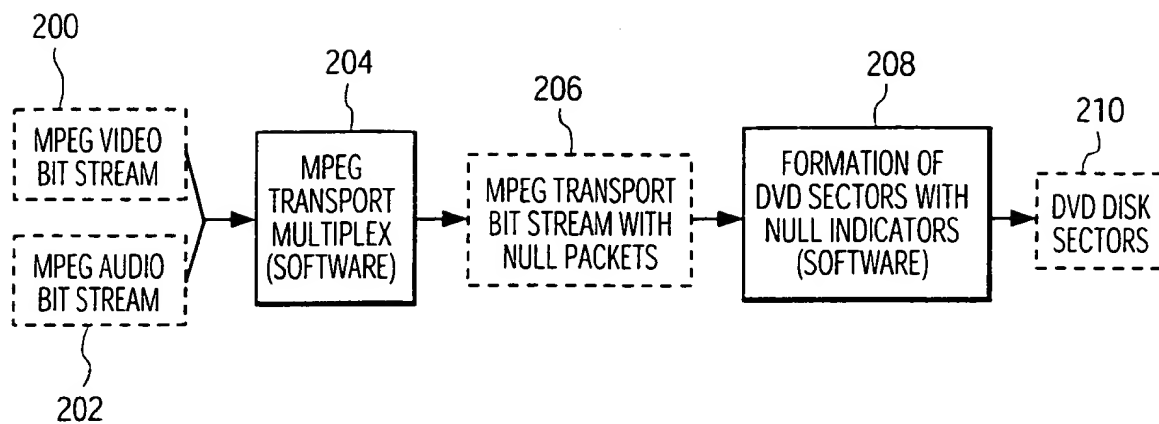 200
MPEG VIDEO
BIT STREAM
MPEG AUDIO
BIT STREAM
202
204
MPEG
TRANSPORT
MULTIPLEX
(SOFTWARE)
206
MPEG TRANSPORT
BIT STREAM WITH
NULL PACKETS
208
FORMATION OF
DVD SECTORS WITH
NULL INDICATORS
(SOFTWARE)
210
DVD DISK
SECTORS